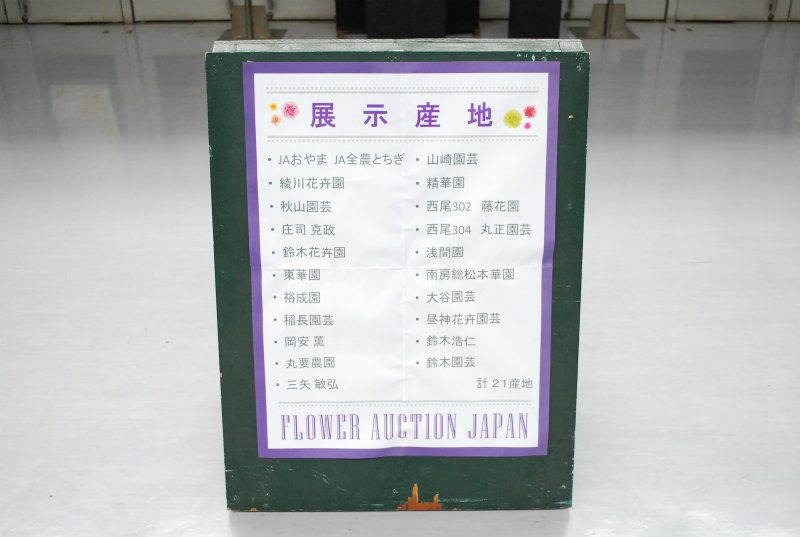 展示産地
・JAおやま JA全農とちぎ
・綾川花卉園
・秋山園芸
・庄司 克政
・鈴木花卉園
・東華園
・裕成園
・稲長園芸
・岡安 薫
・丸要農園
・三矢 敏弘
・山崎園芸
・精華園
・西尾302 藤花園
・西尾304 丸正園芸
・浅間園
・南房総松本華園
・大谷園芸
・昼神花卉園芸
・鈴木浩仁
・鈴木園芸
計 21産地
FLOWER AUCTION JAPAN